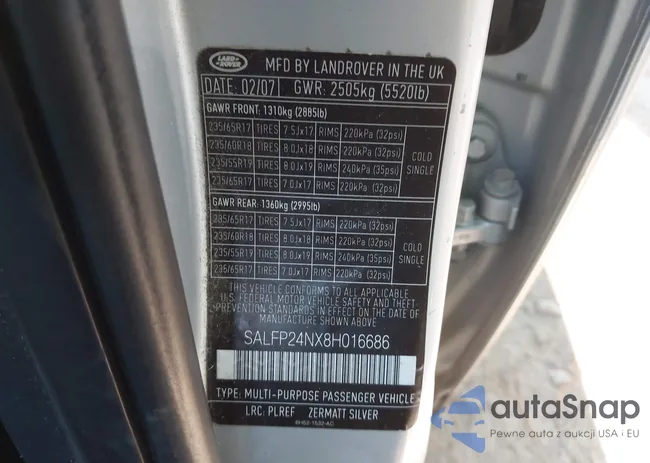 LAND ROVER
MFD BY LANDROVER IN THE UK
DATE: 02/07 GWR: 2505kg (5520lb)
GAWR FRONT: 1310kg (2885lb)
235/65R17 TIRES 7.5Jx17 RIMS 220kPa (32psi)
235/60R18 TIRES 8.0Jx18 RIMS 220kPa (32psi)
235/55R19 TIRES 8.0Jx19 RIMS 240kPa (35psi)
235/65R17 TIRES 7.0Jx17 RIMS 220kPa (32psi)
COLD
SINGLE
GAWR REAR: 1360kg (2995lb)
235/65R17 TIRES 7.5Jx17 RIMS 220kPa (32psi)
235/60R18 TIRES 8.0Jx18 RIMS 220kPa (32psi)
235/55R19 TIRES 8.0Jx19 RIMS 240kPa (35psi)
235/65R17 TIRES 7.0Jx17 RIMS 220kPa (32psi)
COLD
SINGLE
THIS VEHICLE CONFORMS TO ALL APPLICABLE
U.S. FEDERAL MOTOR VEHICLE SAFETY AND THEFT
PREVENTION STANDARDS IN EFFECT ON THE DATE
OF MANUFACTURE SHOWN ABOVE
SALFP24NX8H016686
TYPE: MULTI-PURPOSE PASSENGER VEHICLE
LRC: PLREF ZERMATT SILVER
6H52-1532-AD
autoSnap
Pewne auta z aukcji USA i EU